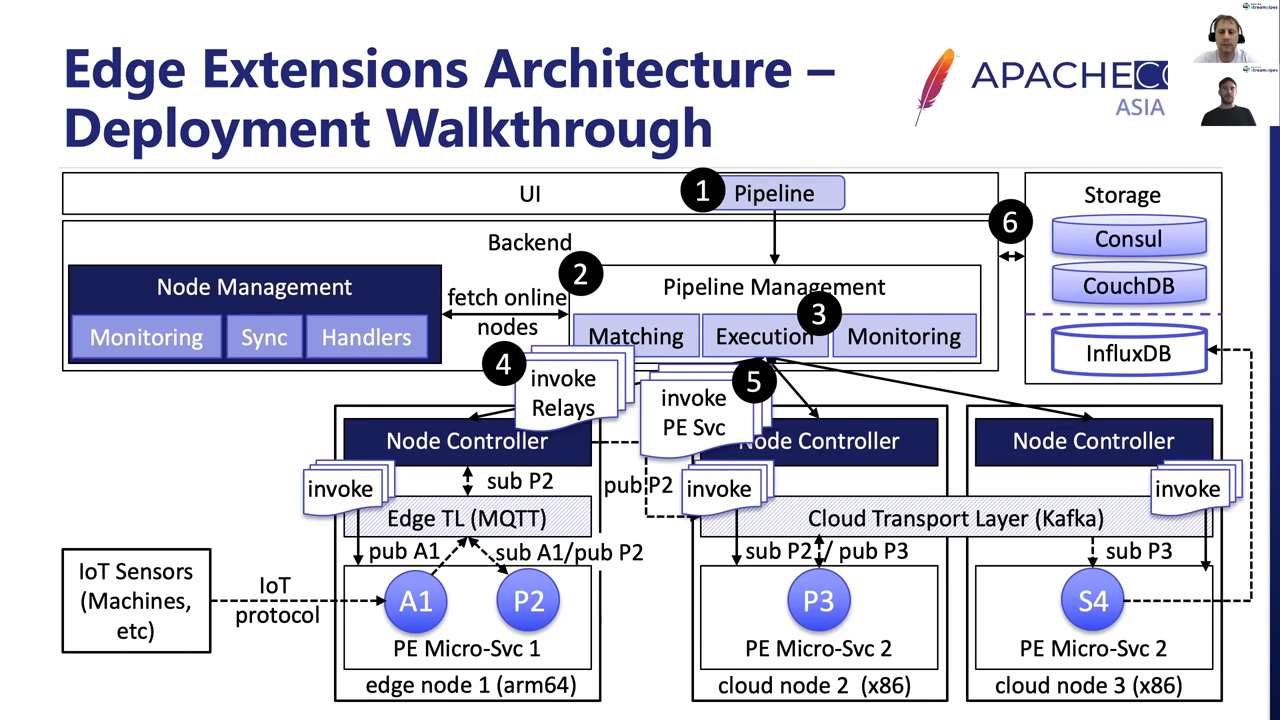 Edge Extensions Architecture –
Deployment Walkthrough
APACHEC
ASIA
UI
1
Pipeline
Backend
2
Node Management
Monitoring
Sync
Handlers
fetch online
nodes
Pipeline Management
3
Matching
Execution
Monitoring
6
Storage
Consul
CouchDB
InfluxDB
4
invoke
Relays
5
invoke
PE Svc
Node Controller
Node Controller
Node Controller
invoke
sub P2
pub P2
invoke
invoke
Edge TL (MQTT)
Cloud Transport Layer (Kafka)
pub A1
sub A1/pub P2
sub P2 / pub P3
sub P3
IoT Sensors
(Machines,
etc)
IoT
protocol
A1
P2
P3
S4
PE Micro-Svc 1
PE Micro-Svc 2
PE Micro-Svc 2
edge node 1 (arm64)
cloud node 2 (x86)
cloud node 3 (x86)